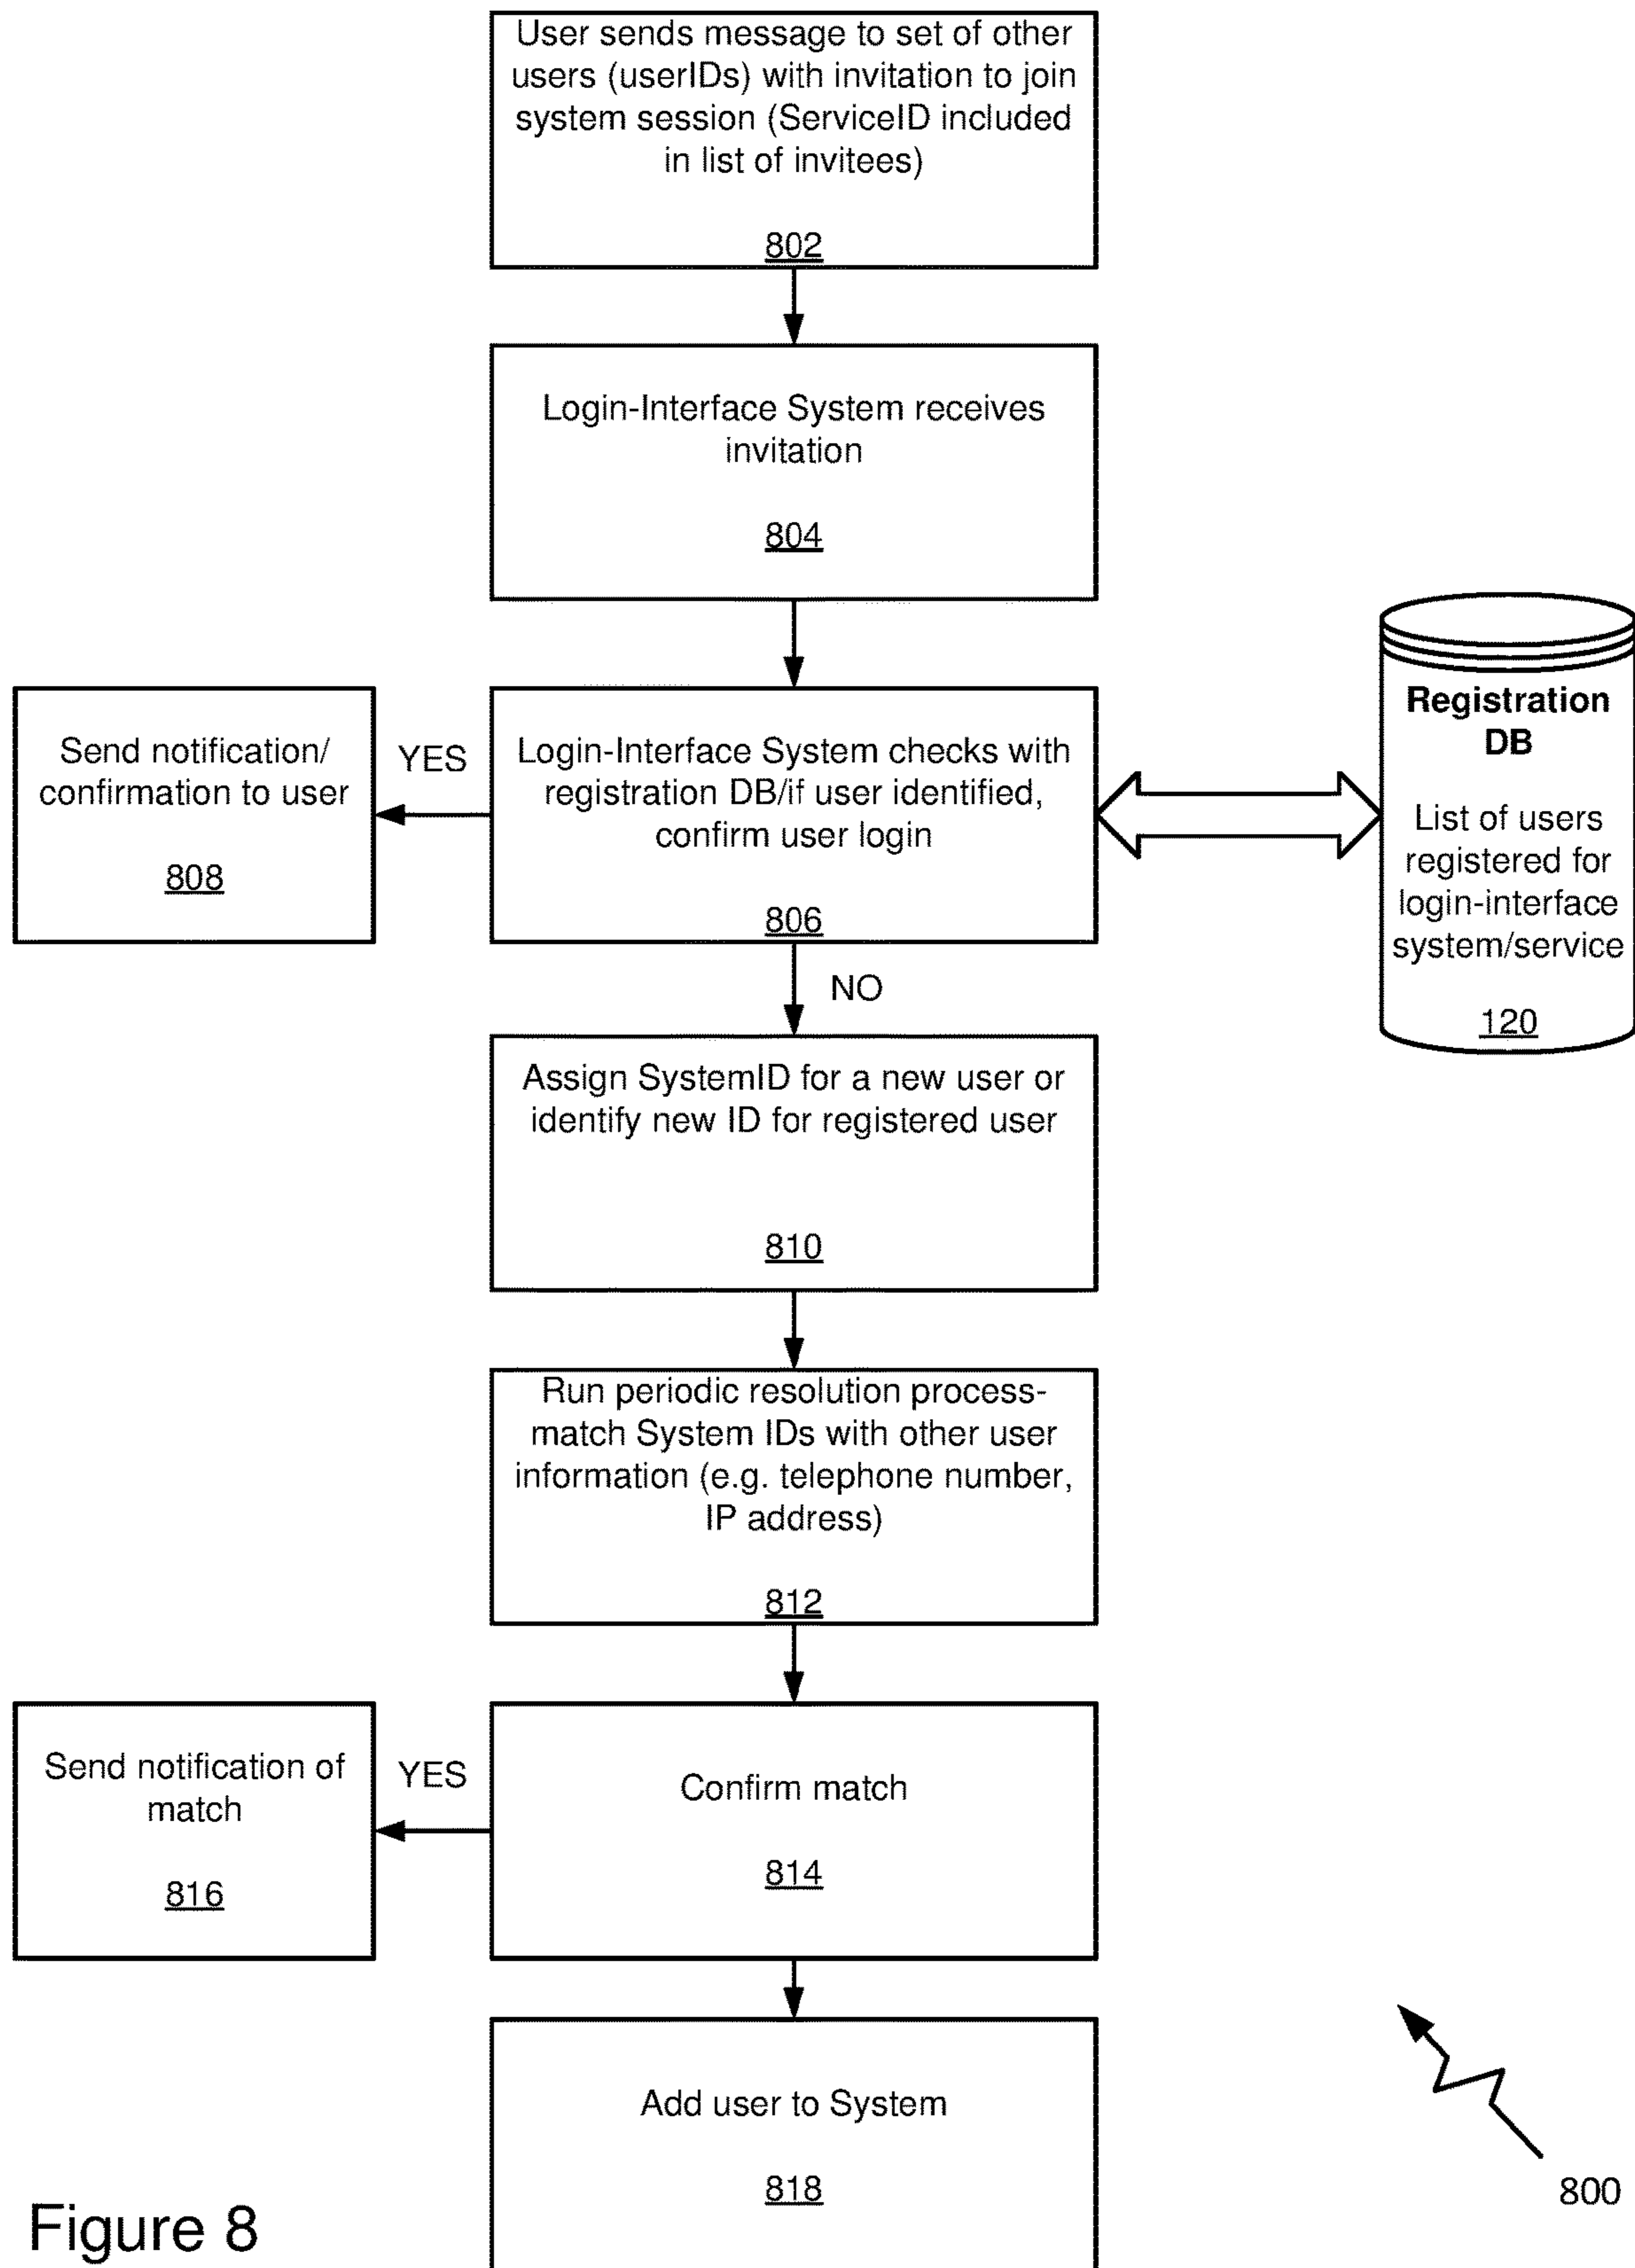 User sends message to set of other
users (userIDs) with invitation to join
system session (ServiceID included
in list of invitees)
802
Login-Interface System receives
invitation
804
Send notification/
confirmation to user
808
YES
Login-Interface System checks with
registration DB/if user identified,
confirm user login
806
Registration
DB
List of users
registered for
login-interface
system/service
120
NO
Assign SystemID for a new user or
identify new ID for registered user
810
Run periodic resolution process-
match System IDs with other user
information (e.g. telephone number,
IP address)
812
Send notification of
match
816
YES
Confirm match
814
Add user to System
818
800
Figure 8